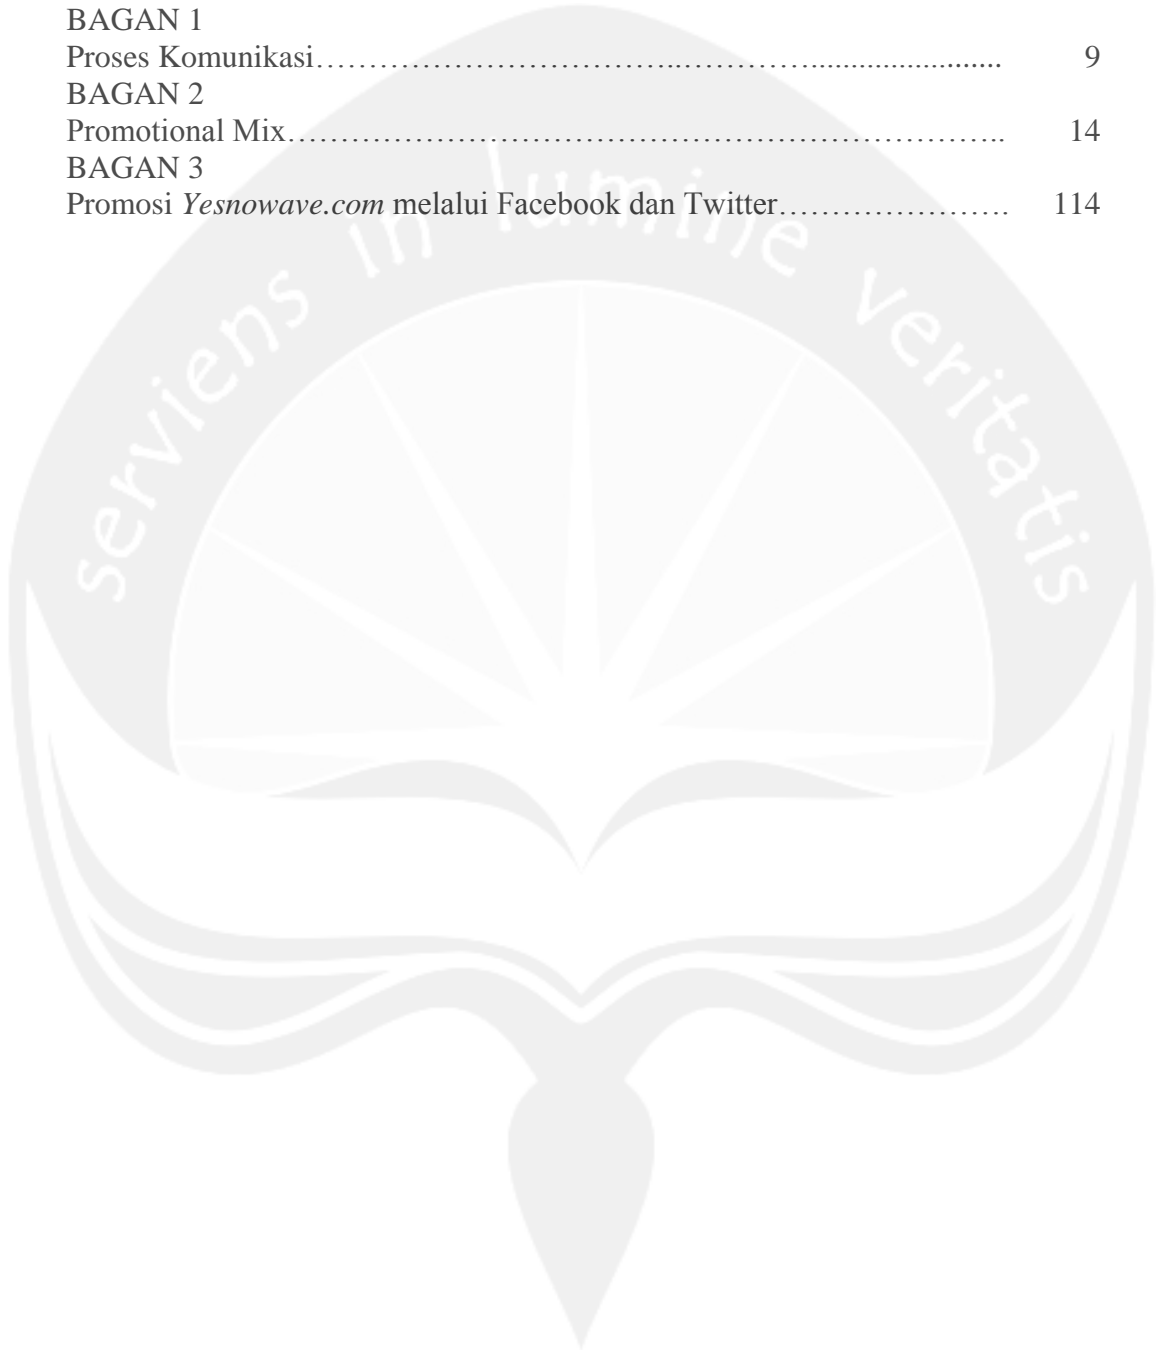 BAGAN 1
Proses Komunikasi……………………………….…………....................... 9
BAGAN 2
Promotional Mix…………………………………………………………….. 14
BAGAN 3
Promosi Yesnowave.com melalui Facebook dan Twitter…………………. 114
serviens in lumine veritatis